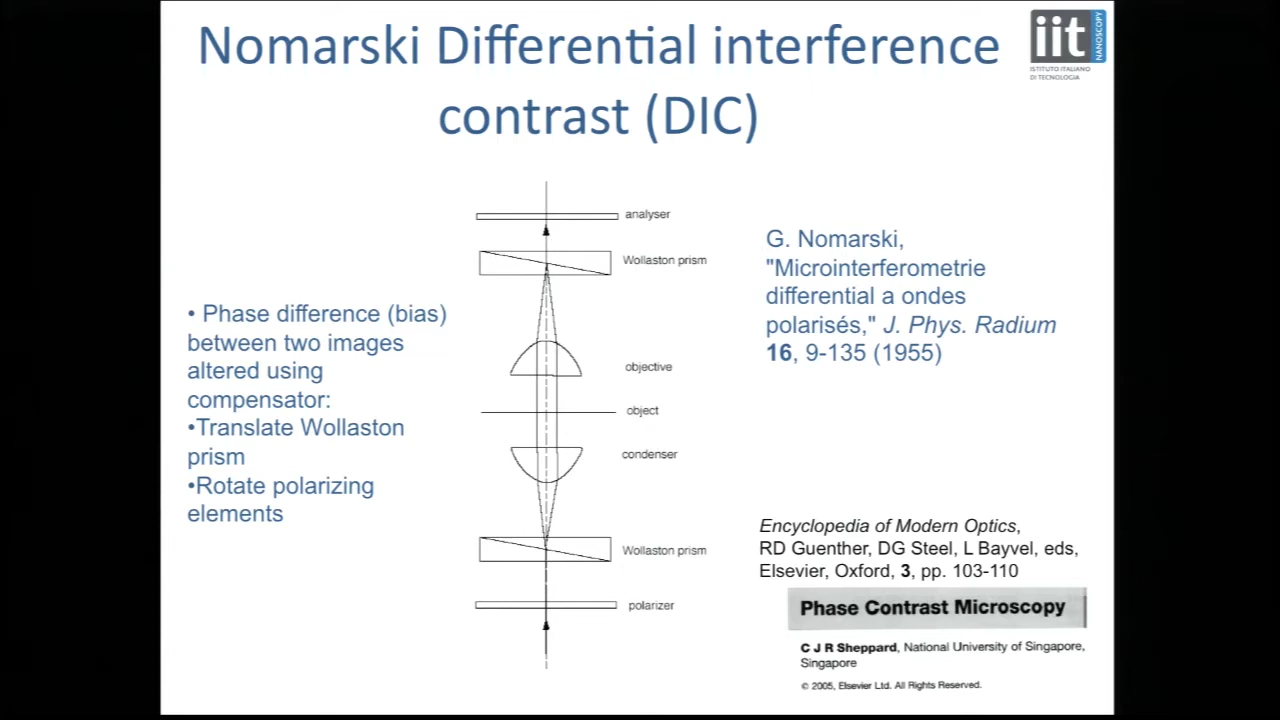 Nomarski Differential interference
contrast (DIC)
iit
NANOSCOPY
ISTITUTO ITALIANO
DI TECNOLOGIA
• Phase difference (bias)
between two images
altered using
compensator:
•Translate Wollaston
prism
•Rotate polarizing
elements
analyser
Wollaston prism
objective
object
condenser
Wollaston prism
polarizer
G. Nomarski,
"Microinterferometrie
differential a ondes
polarisés," J. Phys. Radium
16, 9-135 (1955)
Encyclopedia of Modern Optics,
RD Guenther, DG Steel, L Bayvel, eds,
Elsevier, Oxford, 3, pp. 103-110
Phase Contrast Microscopy
C J R Sheppard, National University of Singapore,
Singapore
© 2005, Elsevier Ltd. All Rights Reserved.